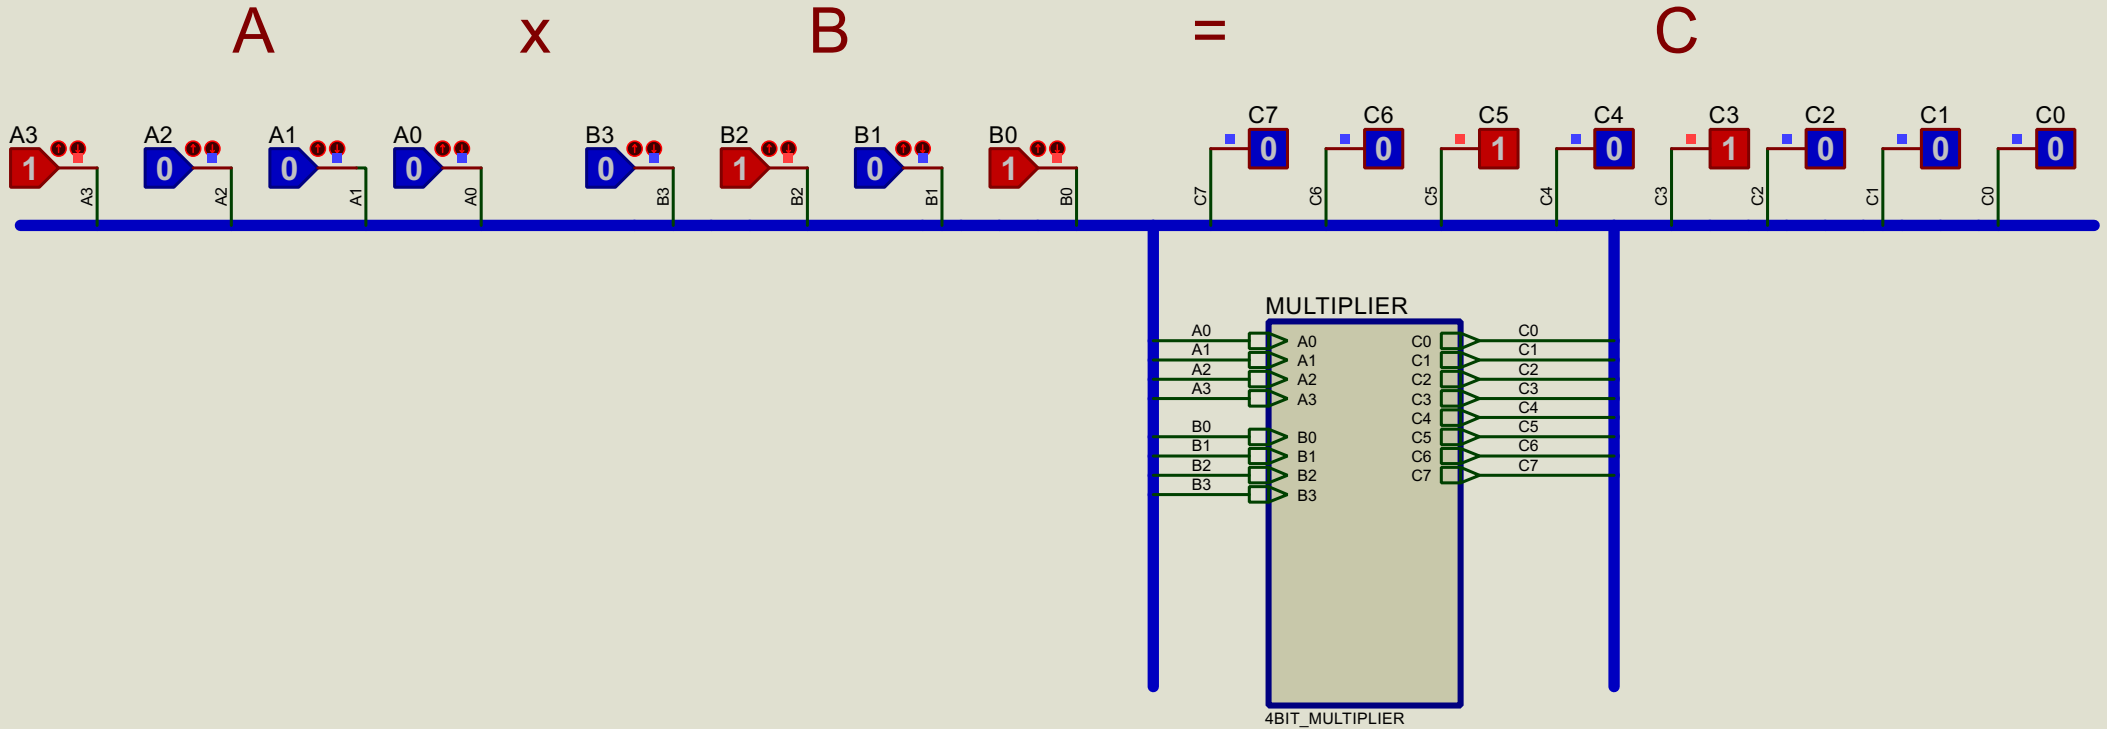 A x B = C
A3 A2 A1 A0 B3 B2 B1 B0 C7 C6 C5 C4 C3 C2 C1 C0
1 0 0 0 0 1 0 1 0 0 1 0 1 0 0 0
A3 A2 A1 A0 B3 B2 B1 B0 C7 C6 C5 C4 C3 C2 C1 C0
MULTIPLIER
A0 A0 C0 C0
A1 A1 C1 C1
A2 A2 C2 C2
A3 A3 C3 C3
C4 C4
B0 B0 C5 C5
B1 B1 C6 C6
B2 B2 C7 C7
B3 B3
4BIT_MULTIPLIER